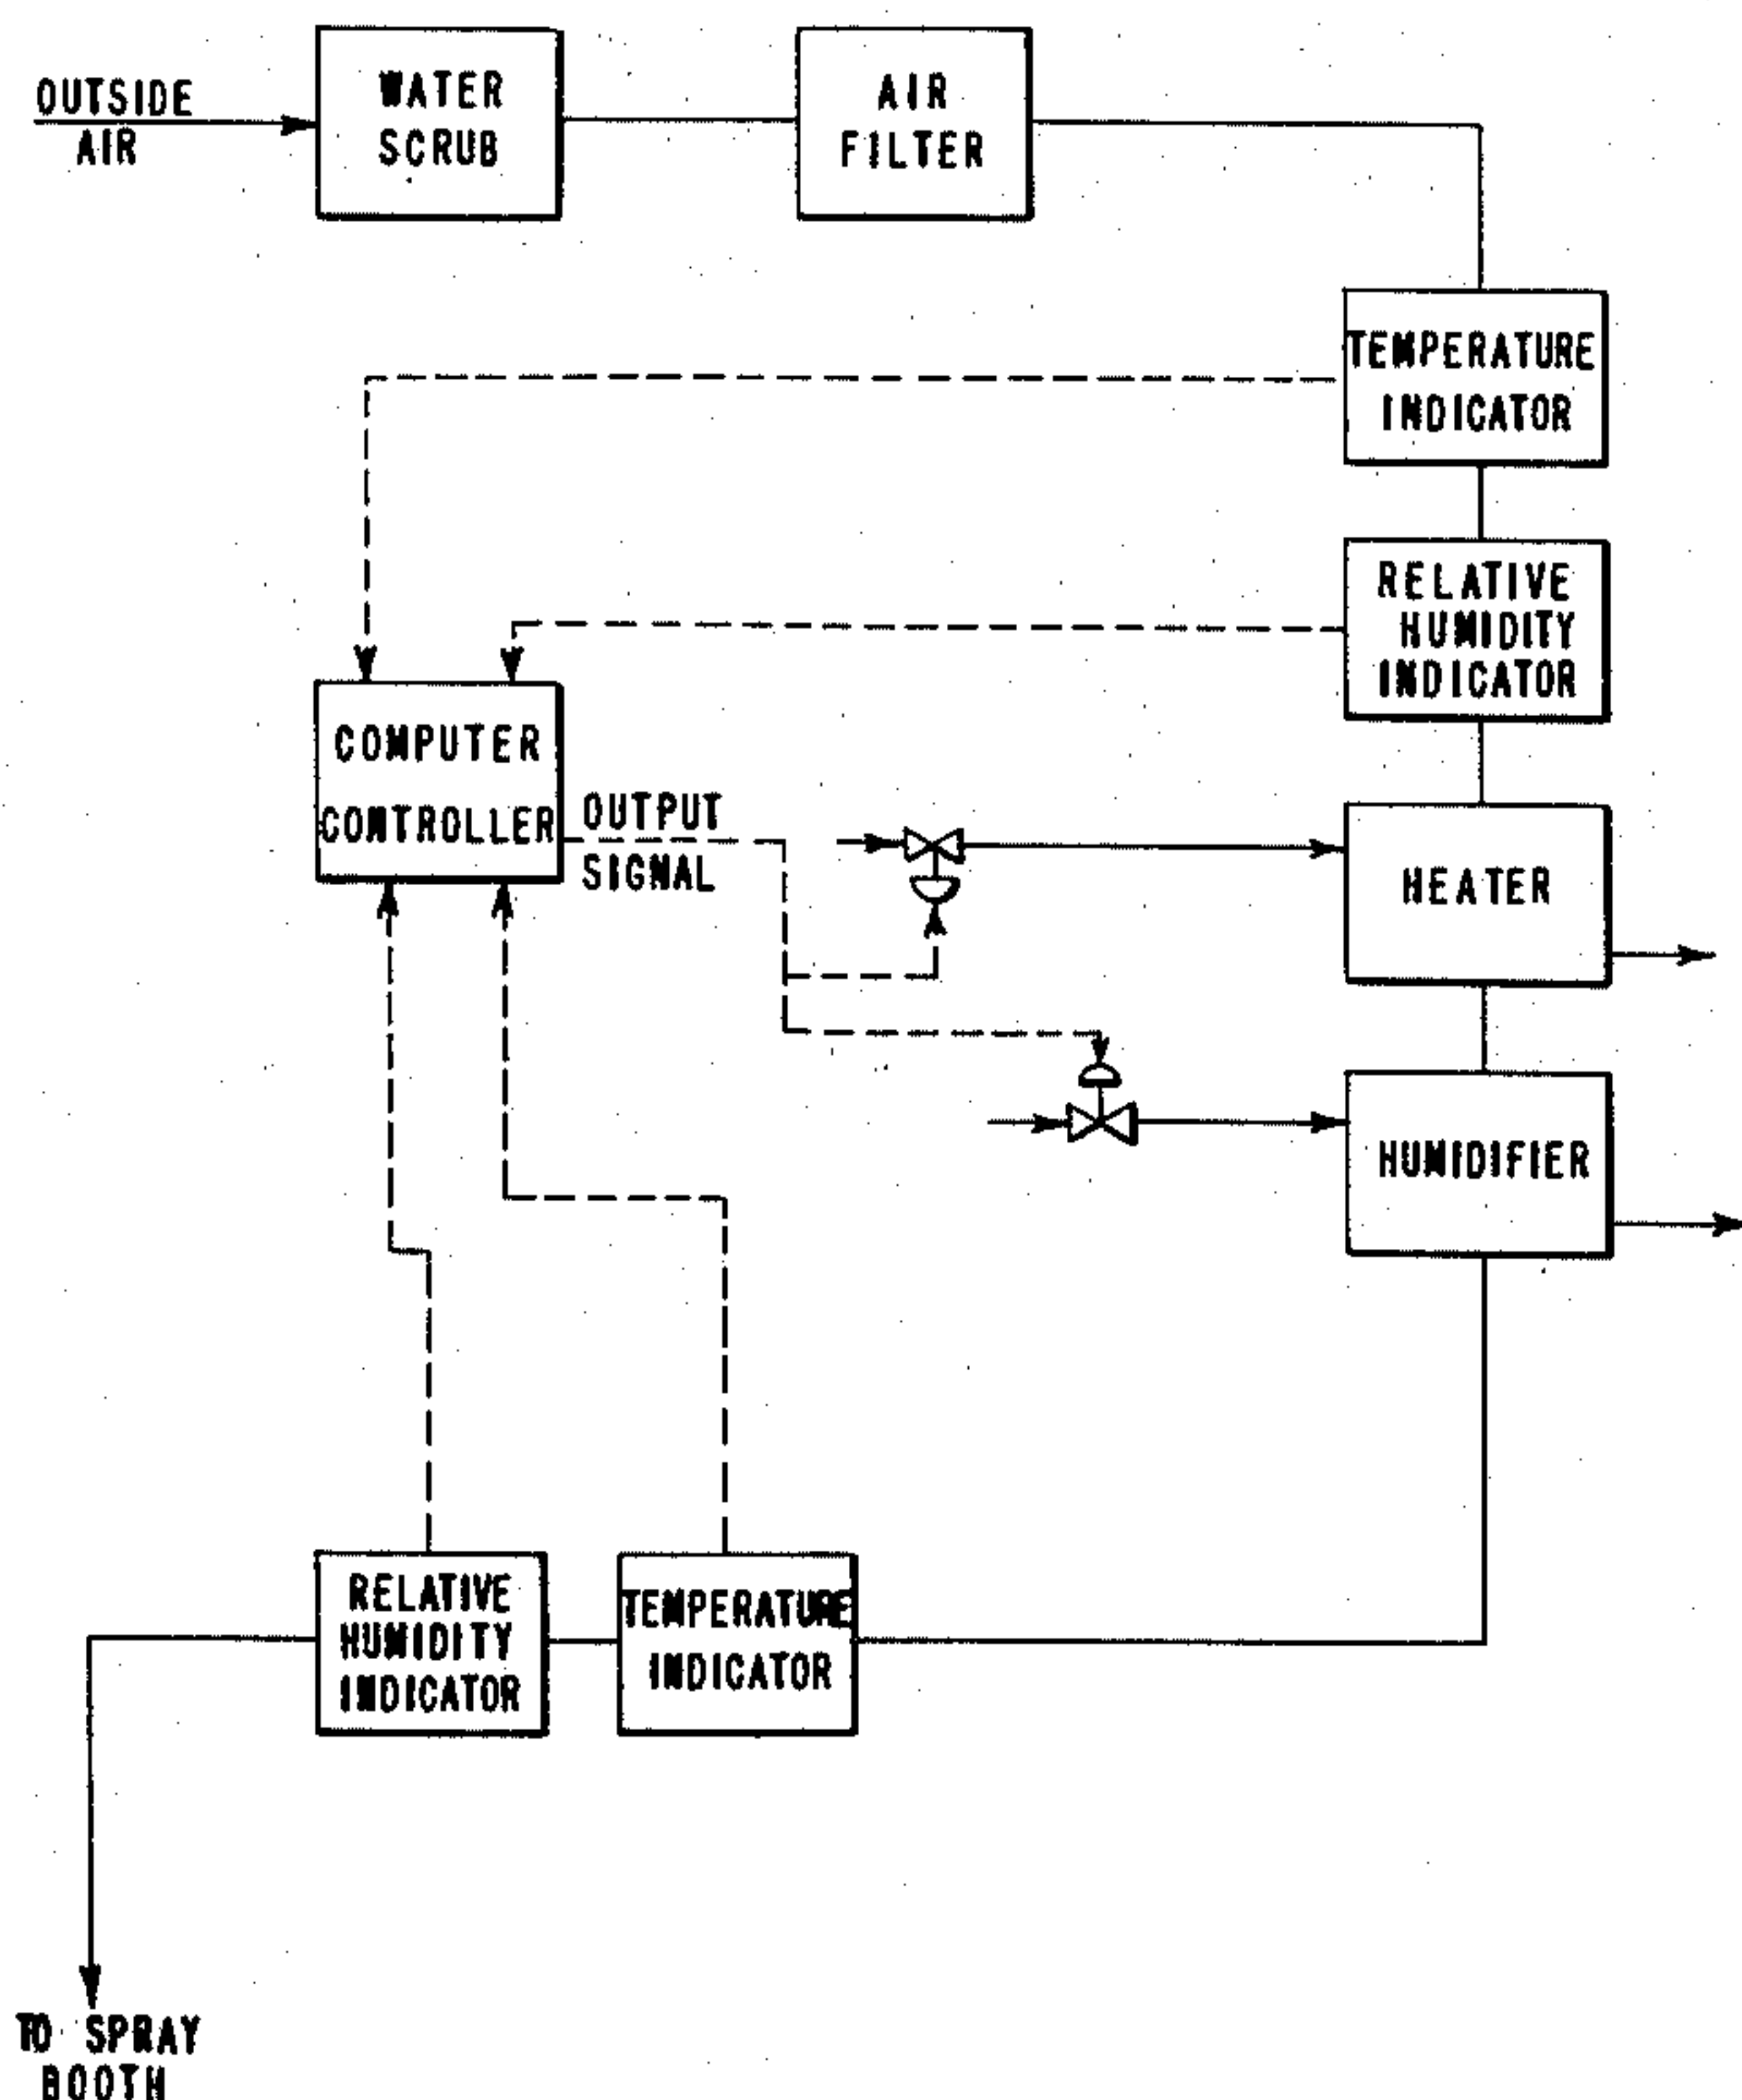 OUTSIDE
AIR
WATER
SCRUB
AIR
FILTER
TEMPERATURE
INDICATOR
RELATIVE
HUMIDITY
INDICATOR
COMPUTER
CONTROLLER
OUTPUT
SIGNAL
HEATER
HUMIDIFIER
RELATIVE
HUMIDITY
INDICATOR
TEMPERATURE
INDICATOR
TO SPRAY
BOOTH